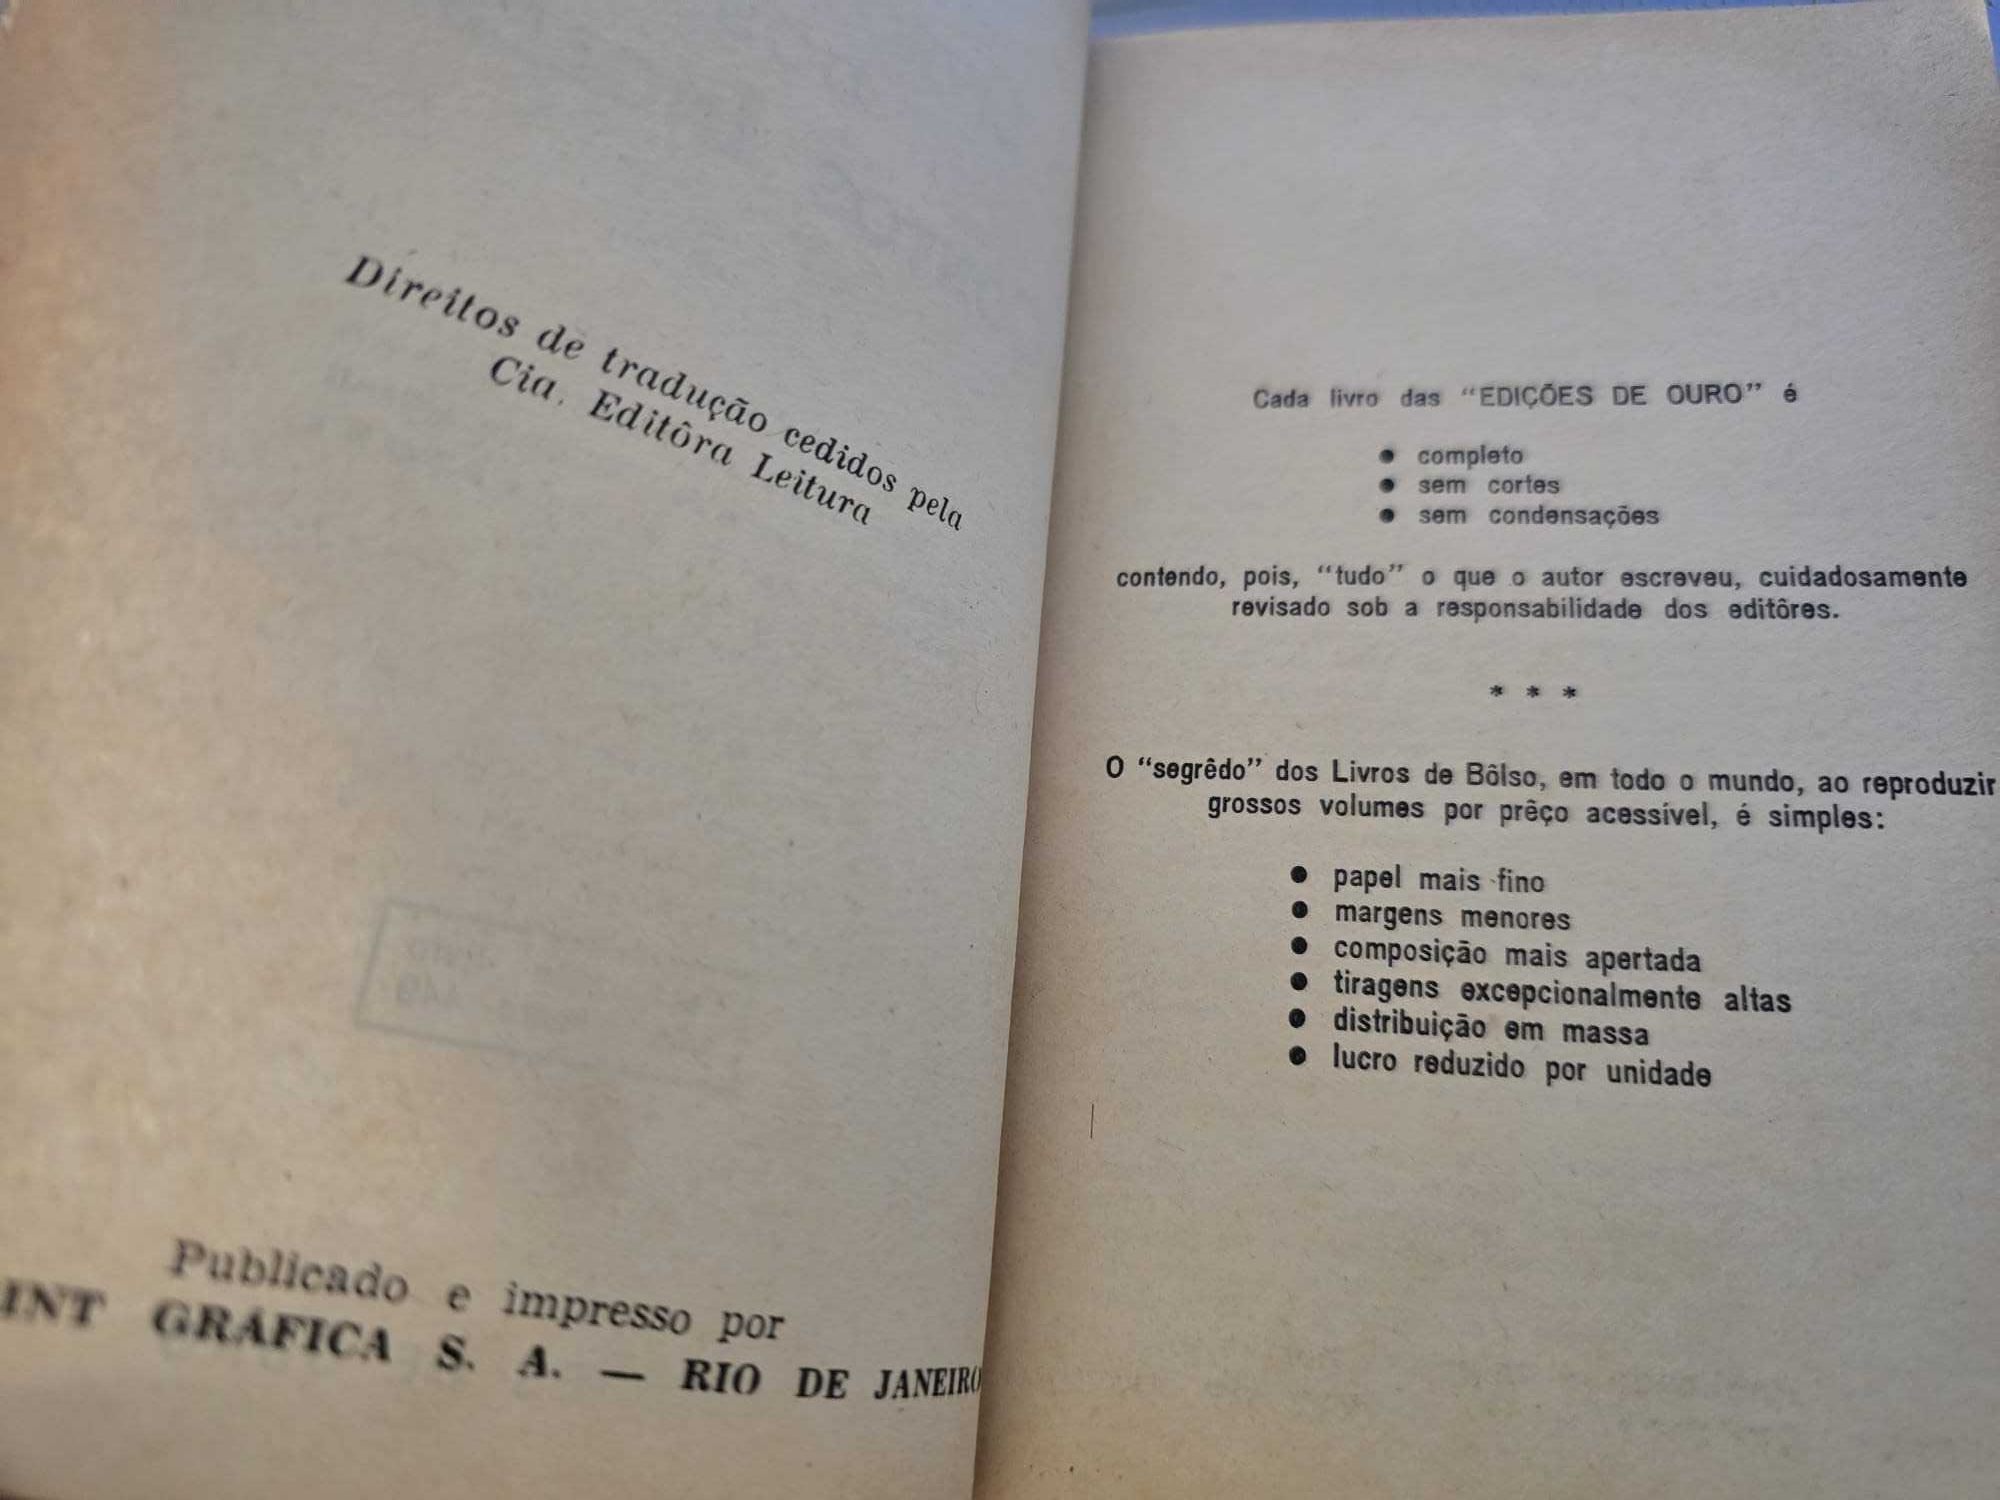 Direitos de tradução cedidos pela
Cia. Editôra Leitura
Publicado e impresso por
INT GRÁFICA S. A. — RIO DE JANEIRO
Cada livro das “EDIÇÕES DE OURO” é
● completo
● sem cortes
● sem condensações
contendo, pois, “tudo” o que o autor escreveu, cuidadosamente
revisado sob a responsabilidade dos editôres.
* * *
O “segrêdo” dos Livros de Bôlso, em todo o mundo, ao reproduzir
grossos volumes por prêço acessível, é simples:
● papel mais fino
● margens menores
● composição mais apertada
● tiragens excepcionalmente altas
● distribuição em massa
● lucro reduzido por unidade